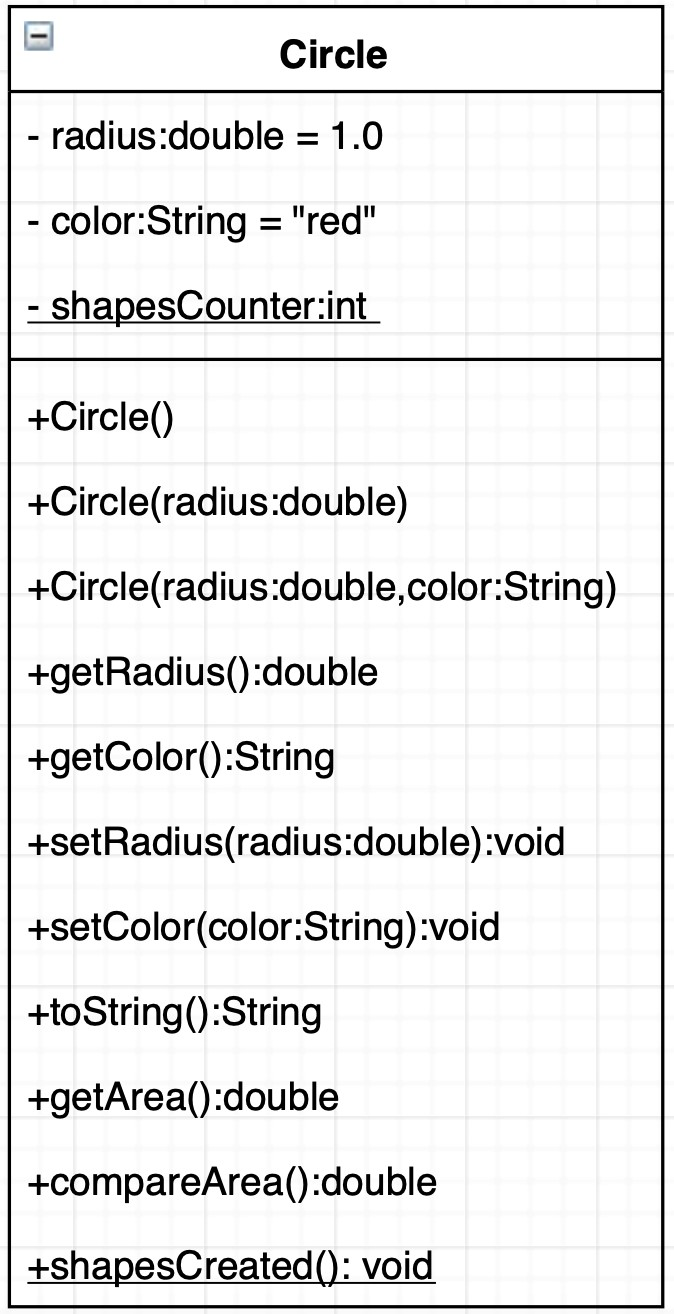 Circle
- radius:double = 1.0
- color:String = "red"
- shapesCounter:int
+Circle()
+Circle(radius:double)
+Circle(radius:double,color:String)
+getRadius():double
+getColor():String
+setRadius(radius:double):void
+setColor(color:String):void
+toString():String
+getArea():double
+compareArea():double
+shapesCreated(): void